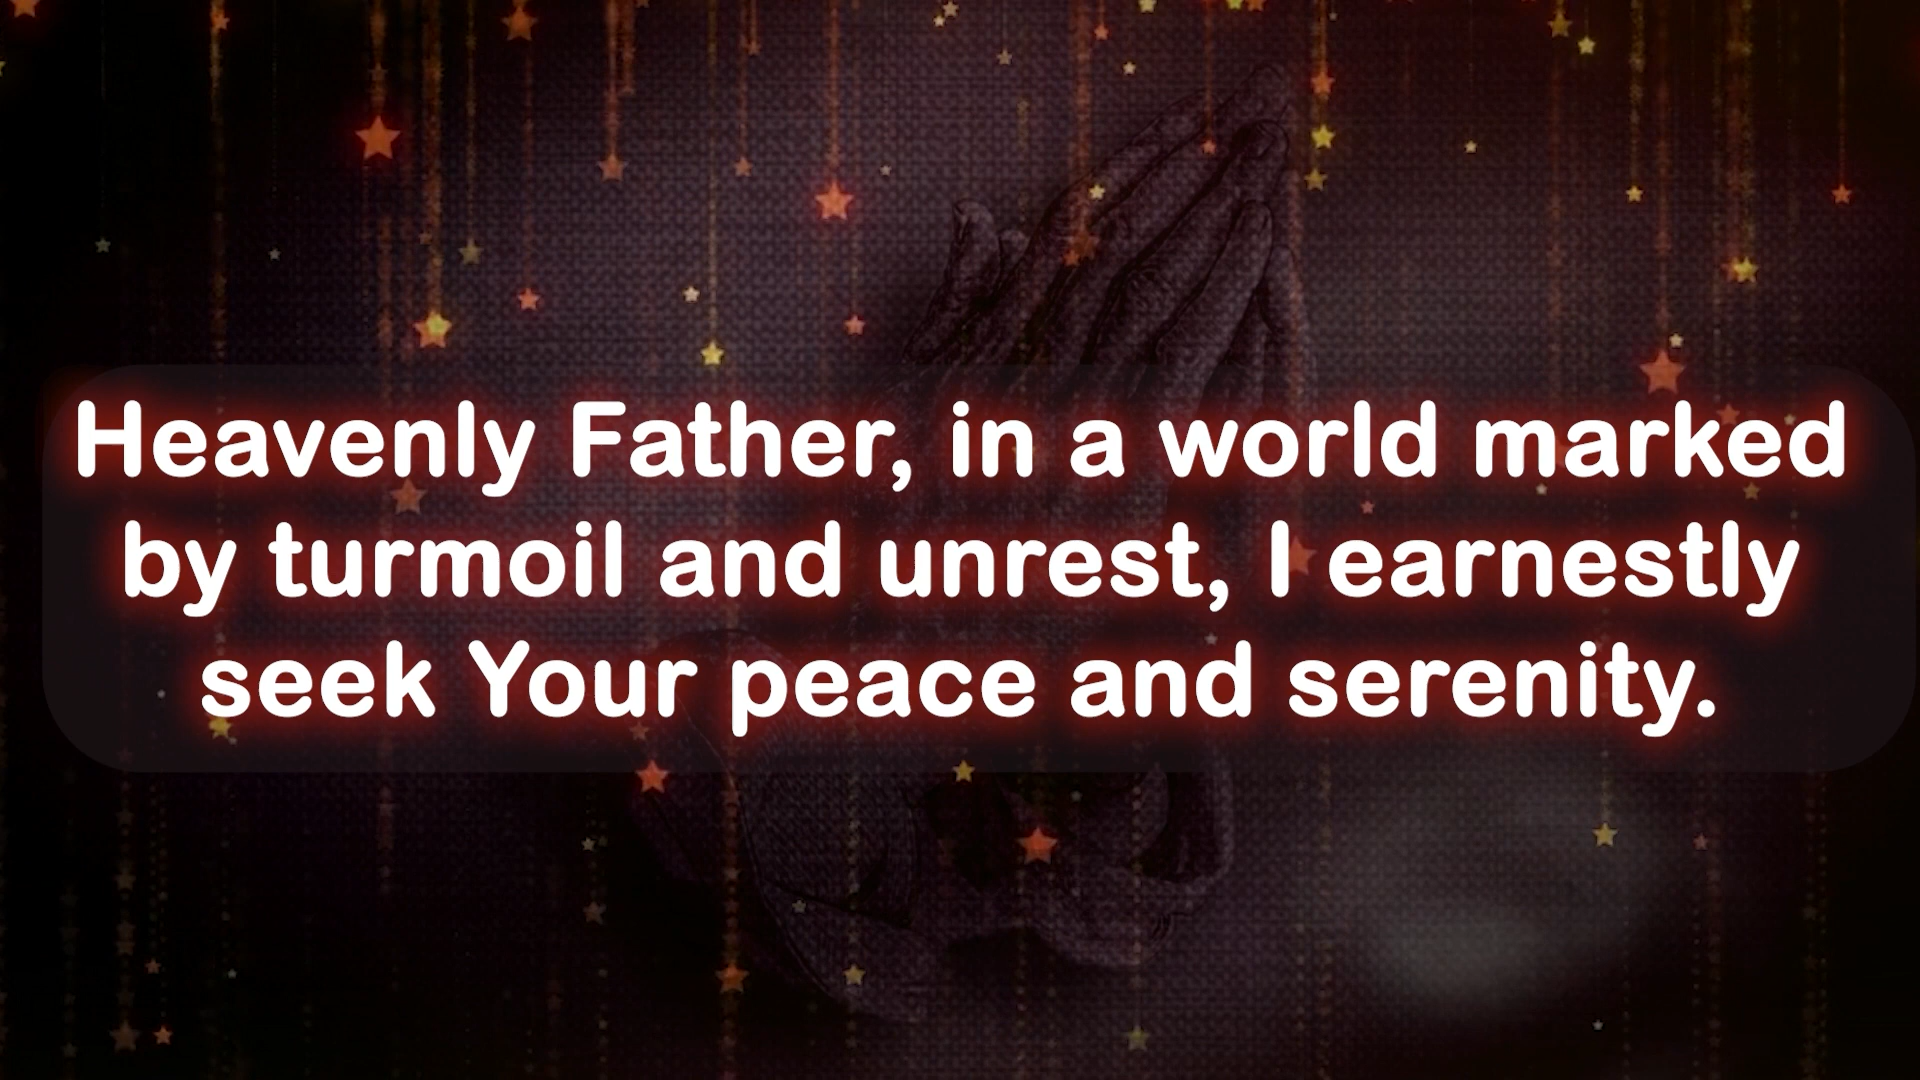 Heavenly Father, in a world marked
by turmoil and unrest, I earnestly
seek Your peace and serenity.